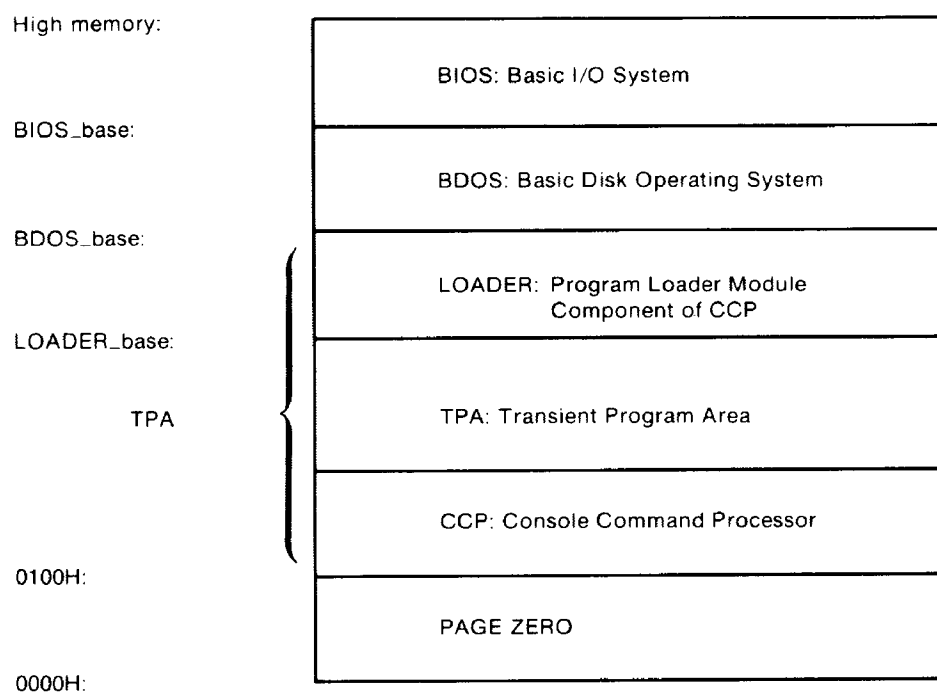 High memory:
BIOS: Basic I/O System
BIOS_base:
BDOS: Basic Disk Operating System
BDOS_base:
LOADER: Program Loader Module
Component of CCP
LOADER_base:
TPA
TPA: Transient Program Area
CCP: Console Command Processor
0100H:
PAGE ZERO
0000H: